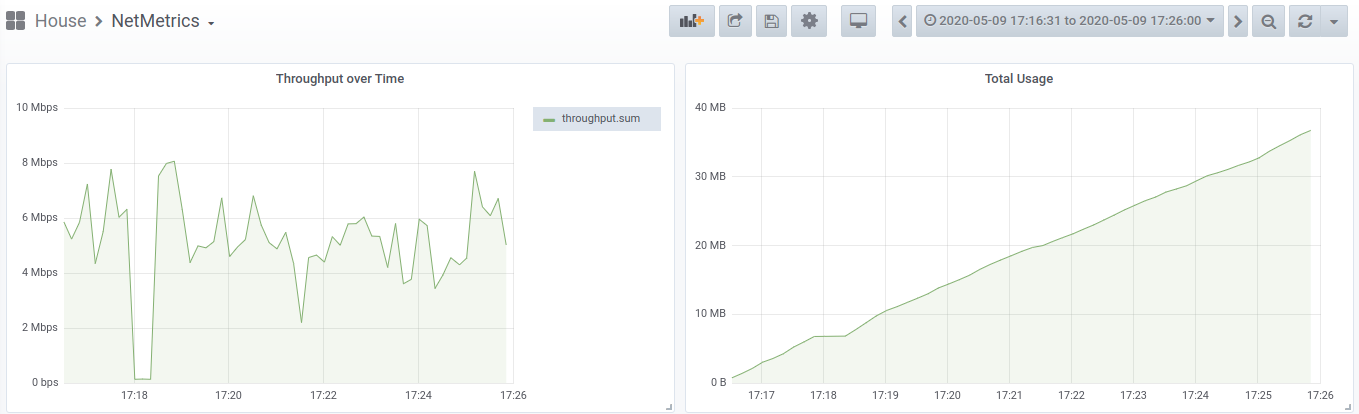 House > NetMetrics
2020-05-09 17:16:31 to 2020-05-09 17:26:00
Throughput over Time
10 Mbps
8 Mbps
6 Mbps
4 Mbps
2 Mbps
0 bps
17:18 17:20 17:22 17:24 17:26
throughput.sum
Total Usage
40 MB
30 MB
20 MB
10 MB
0 B
17:17 17:18 17:19 17:20 17:21 17:22 17:23 17:24 17:25 17:26